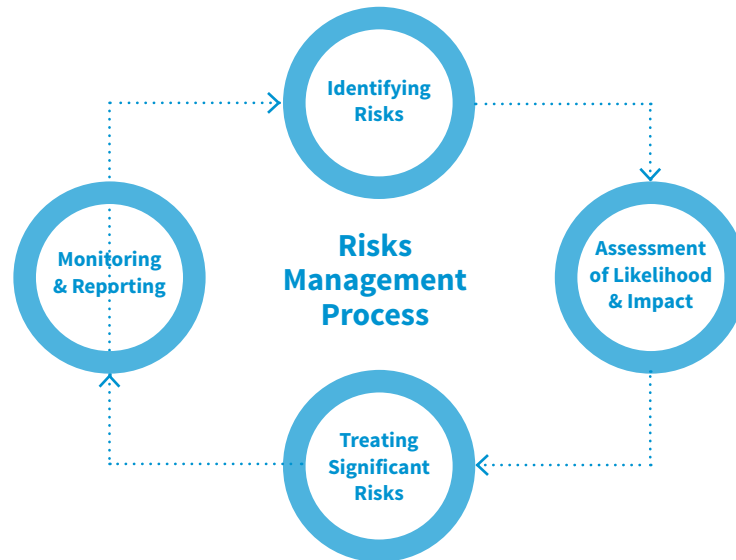 Identifying
Risks
Risks
Management
Process
Monitoring
& Reporting
Assessment
of Likelihood
& Impact
Treating
Significant
Risks